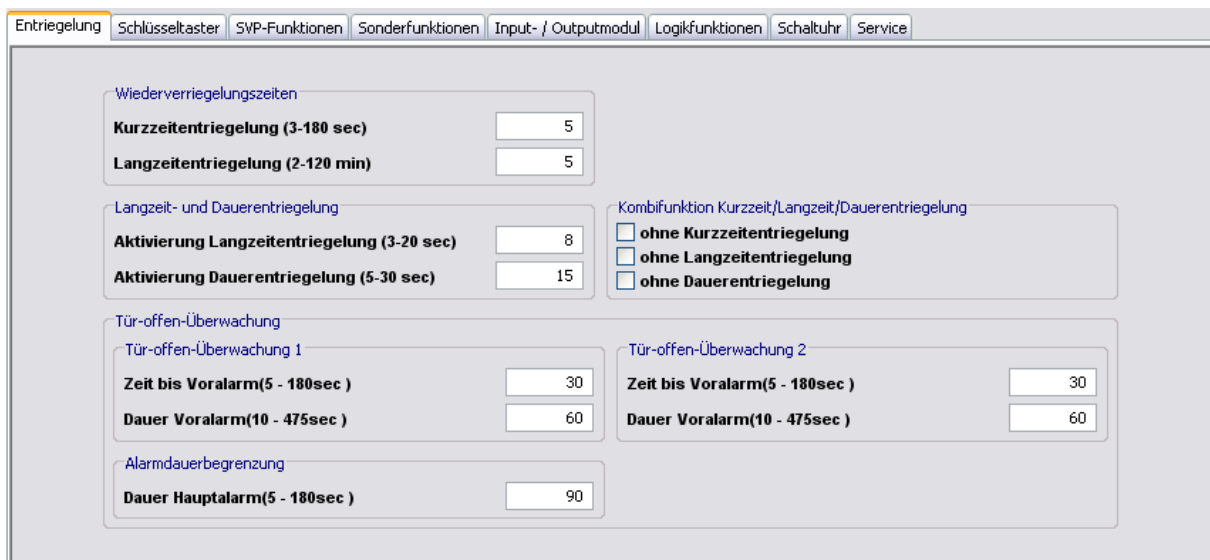 Entriegelung Schlüsseltaster SVP-Funktionen Sonderfunktionen Input- / Outputmodul Logikfunktionen Schaltuhr Service
Wiederverriegelungszeiten
Kurzzeitentriegelung (3-180 sec) 5
Langzeitentriegelung (2-120 min) 5
Langzeit- und Dauerentriegelung
Aktivierung Langzeitentriegelung (3-20 sec) 8
Aktivierung Dauerentriegelung (5-30 sec) 15
Kombifunktion Kurzzeit/Langzeit/Dauerentriegelung
ohne Kurzzeitentriegelung
ohne Langzeitentriegelung
ohne Dauerentriegelung
Tür-offen-Überwachung
Tür-offen-Überwachung 1
Zeit bis Voralarm(5 - 180sec ) 30
Dauer Voralarm(10 - 475sec ) 60
Tür-offen-Überwachung 2
Zeit bis Voralarm(5 - 180sec ) 30
Dauer Voralarm(10 - 475sec ) 60
Alarmdauerbegrenzung
Dauer Hauptalarm(5 - 180sec ) 90